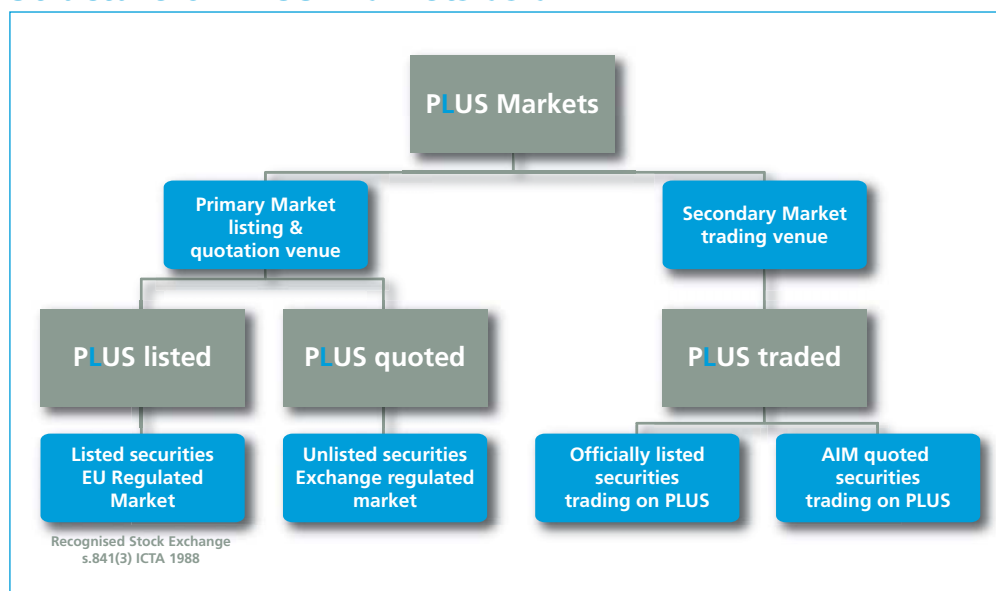 PLUS Markets
Primary Market
listing &
quotation venue
Secondary Market
trading venue
PLUS listed
PLUS quoted
PLUS traded
Listed securities
EU Regulated
Market
Unlisted securities
Exchange regulated
market
Officially listed
securities
trading on PLUS
AIM quoted
securities
trading on PLUS
Recognised Stock Exchange
s.841(3) ICTA 1988